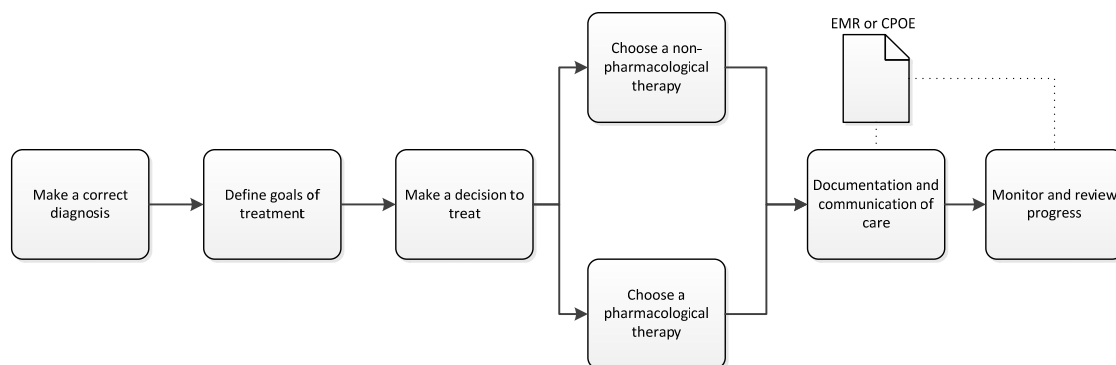 Make a correct
diagnosis
Define goals of
treatment
Make a decision to
treat
Choose a non-
pharmacological
therapy
Choose a
pharmacological
therapy
EMR or CPOE
Documentation and
communication of
care
Monitor and review
progress